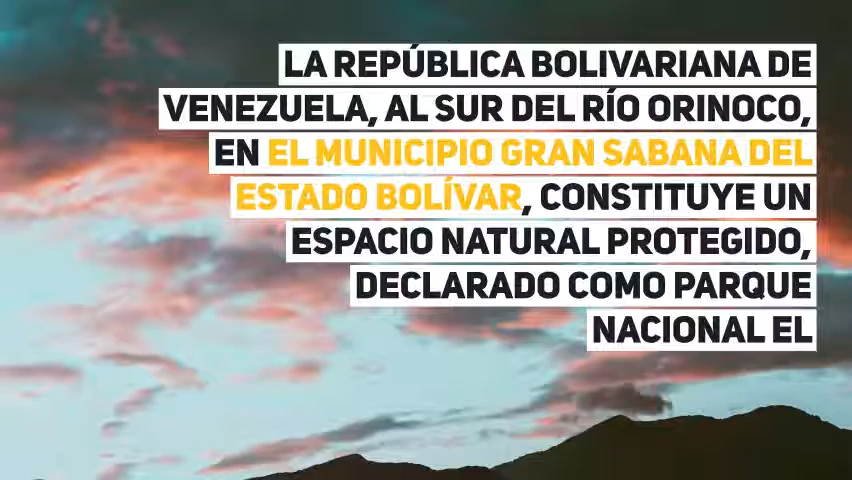 LA REPÚBLICA BOLIVARIANA DE
VENEZUELA, AL SUR DEL RÍO ORINOCO,
EN EL MUNICIPIO GRAN SABANA DEL
ESTADO BOLÍVAR, CONSTITUYE UN
ESPACIO NATURAL PROTEGIDO,
DECLARADO COMO PARQUE
NACIONAL EL